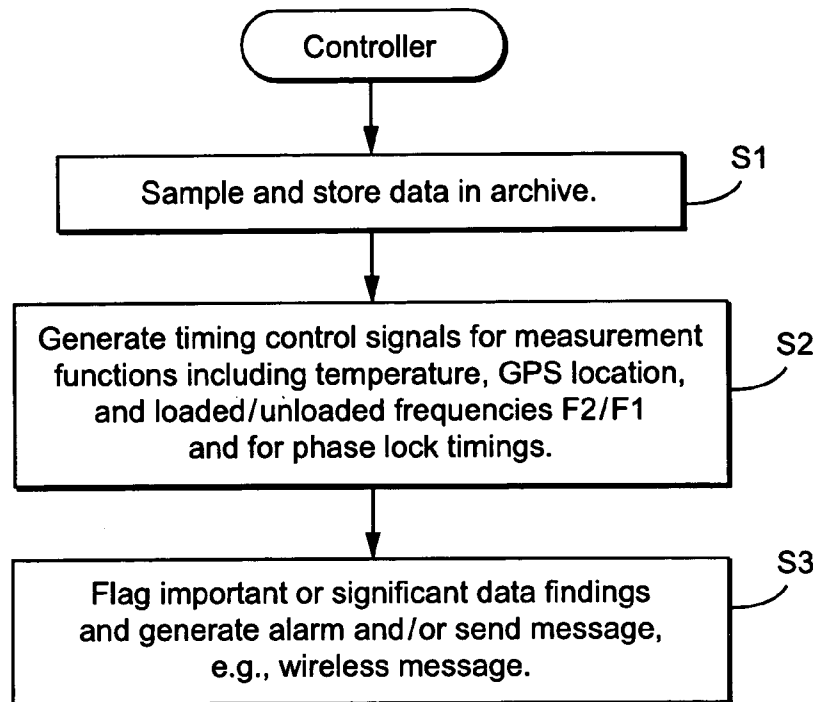 Controller
S1
Sample and store data in archive.
S2
Generate timing control signals for measurement
functions including temperature, GPS location,
and loaded/unloaded frequencies F2/F1
and for phase lock timings.
S3
Flag important or significant data findings
and generate alarm and/or send message,
e.g., wireless message.